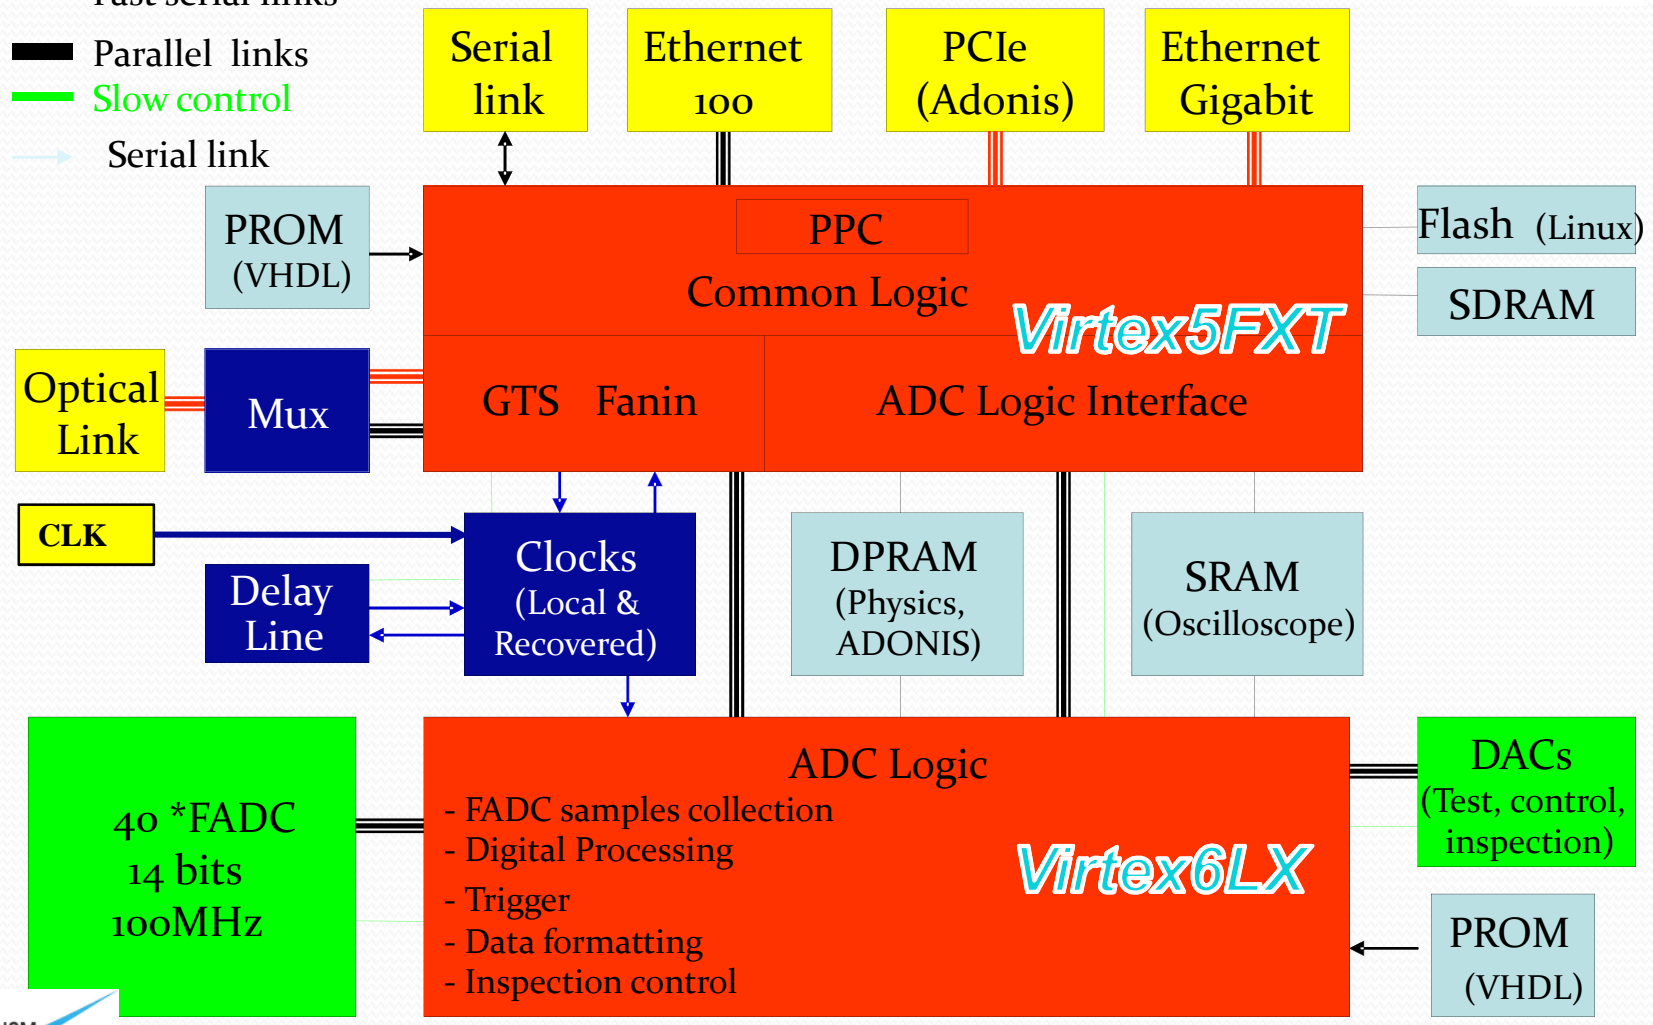 Fast serial links
Parallel links
Slow control
Serial link
Serial
link
Ethernet
100
PCIe
(Adonis)
Ethernet
Gigabit
PROM
(VHDL)
PPC
Common Logic
Virtex5FXT
Flash (Linux)
SDRAM
Optical
Link
Mux
GTS Fanin
ADC Logic Interface
CLK
Delay
Line
Clocks
(Local &
Recovered)
DPRAM
(Physics,
ADONIS)
SRAM
(Oscilloscope)
40 *FADC
14 bits
100MHz
ADC Logic
- FADC samples collection
- Digital Processing
- Trigger
- Data formatting
- Inspection control
Virtex6LX
DACs
(Test, control,
inspection)
PROM
(VHDL)